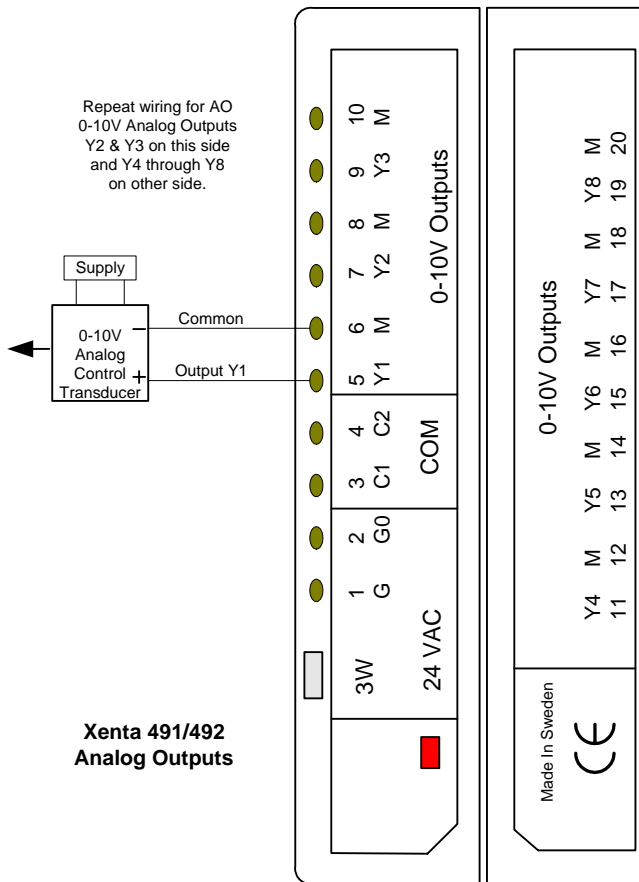 Repeat wiring for AO
0-10V Analog Outputs
Y2 & Y3 on this side
and Y4 through Y8
on other side.
Supply
0-10V
Analog
Control
Transducer
−
+
Common
Output Y1
10 M
9 Y3
8 M
7 Y2
6 M
5 Y1
0-10V Outputs
4 C2
3 C1
COM
2 G0
1 G
3W
24 VAC
Xenta 491/492
Analog Outputs
M 20
Y8 19
M 18
Y7 17
M 16
Y6 15
M 14
Y5 13
M 12
Y4 11
0-10V Outputs
Made In Sweden
CE